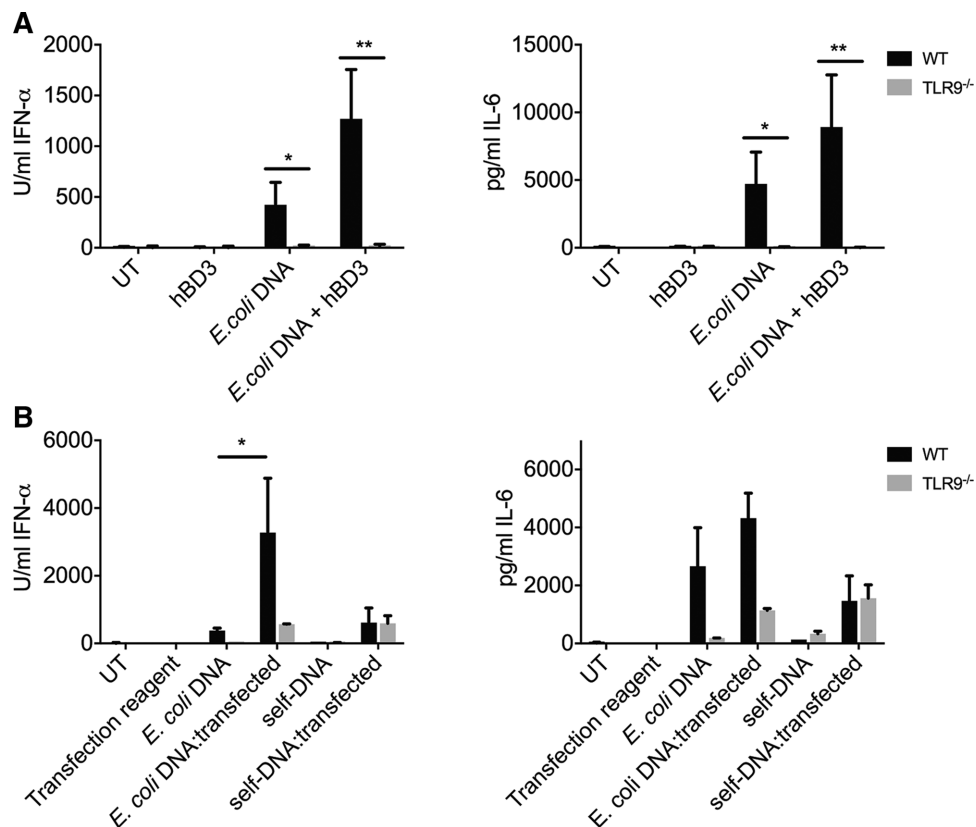 A
U/ml IFN-α
2000
1500
1000
500
0
*
**
UT
hBD3
E.coli DNA
E.coli DNA + hBD3
pg/ml IL-6
15000
10000
5000
0
*
**
UT
hBD3
E.coli DNA
E.coli DNA + hBD3
WT
TLR9-/-
B
U/ml IFN-α
6000
4000
2000
0
*
UT
Transfection reagent
E. coli DNA
E. coli DNA:transfected
self-DNA
self-DNA:transfected
pg/ml IL-6
6000
4000
2000
0
UT
Transfection reagent
E. coli DNA
E. coli DNA:transfected
self-DNA
self-DNA:transfected
WT
TLR9-/-